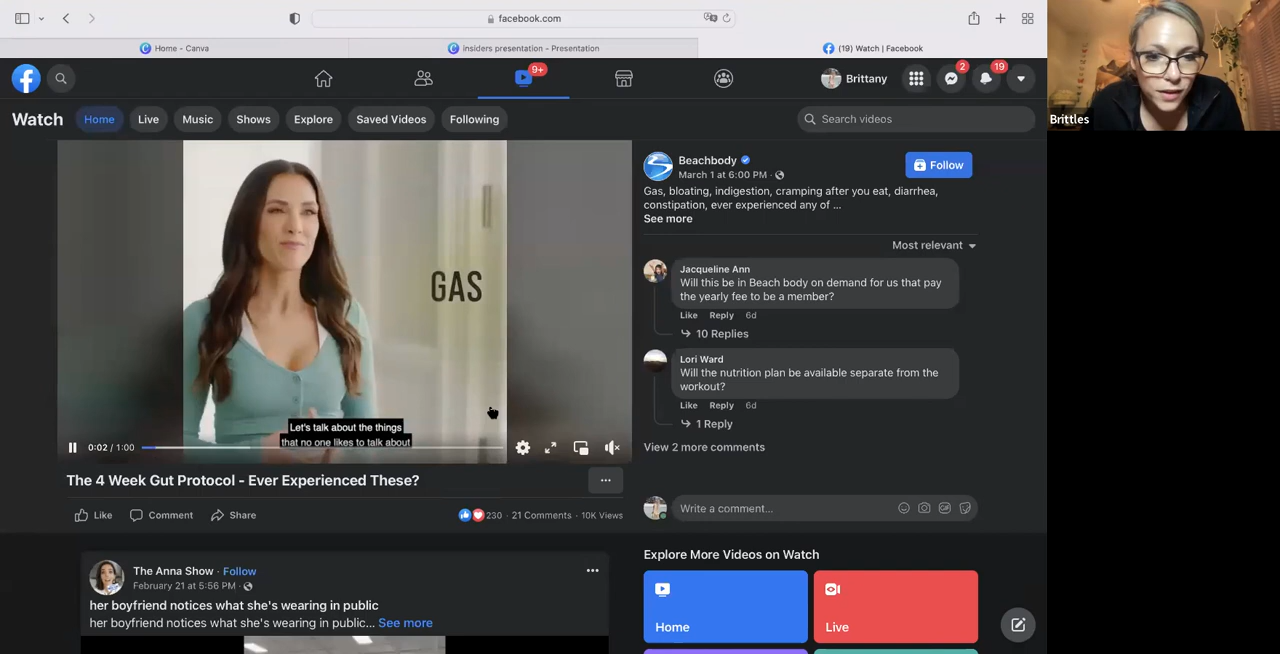 facebook.com
Home - Canva
insiders presentation - Presentation
(19) Watch | Facebook
9+
Brittany
2
19
Brittles
Watch
Home
Live
Music
Shows
Explore
Saved Videos
Following
Search videos
Beachbody
March 1 at 6:00 PM ·
Follow
Gas, bloating, indigestion, cramping after you eat, diarrhea,
constipation, ever experienced any of ...
See more
Most relevant
Jacqueline Ann
Will this be in Beach body on demand for us that pay
the yearly fee to be a member?
Like Reply 6d
10 Replies
Lori Ward
Will the nutrition plan be available separate from the
workout?
Like Reply 6d
1 Reply
View 2 more comments
Write a comment...
GAS
Let's talk about the things
that no one likes to talk about
0:02 / 1:00
The 4 Week Gut Protocol - Ever Experienced These?
...
Like Comment Share
230 · 21 Comments · 10K Views
The Anna Show · Follow
February 21 at 5:56 PM ·
her boyfriend notices what she's wearing in public
her boyfriend notices what she's wearing in public... See more
Explore More Videos on Watch
Home
Live